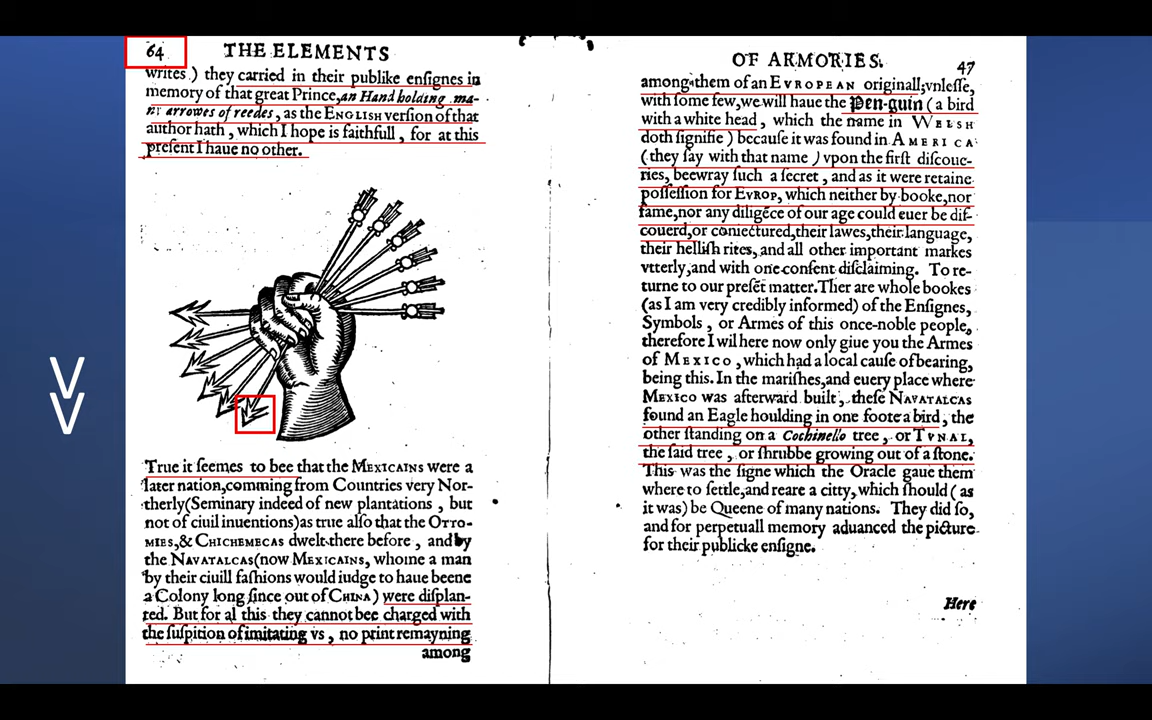 64 THE ELEMENTS
writes.) they carried in their publike enſignes in
memory of that great Prince, an Hand holding ma-
ny arrowes of reedes, as the ENGLISH verſion of that
author hath, which I hope is faithfull, for at this
preſent I haue no other.
True it ſeemes to bee that the MEXICAINS were a
later nation, comming from Countries very Nor-
therly (Seminary indeed of new plantations, but
not of ciuil inuentions) as true alſo that the OTTO-
MIES, & CHICHEMECAS dwelt there before, and by
the NAVATALCAS (now MEXICAINS, whome a man
by their ciuill faſhions would iudge to haue beene
a Colony long ſince out of CHINA) were diſplan-
ted. But for al this they cannot bee charged with
the ſuſpition of imitating vs, no print remayning
among
OF ARMORIES. 47
among them of an EVROPEAN originall; vnleſſe,
with ſome few, we will haue the Pen-guin (a bird
with a white head, which the name in WELSH
doth ſignifie) becauſe it was found in AMERICA
(they ſay with that name) vpon the firſt diſcoue-
ries, beewray ſuch a ſecret, and as it were retaine
poſſeſſion for EVROP, which neither by booke, nor
fame, nor any diligēce of our age could euer be diſ-
couerd, or coniectured, their lawes, their language,
their helliſh rites, and all other important markes
vtterly, and with one conſent diſclaiming. To re-
turne to our preſēt matter. Ther are whole bookes
(as I am very credibly informed) of the Enſignes,
Symbols, or Armes of this once-noble people,
therefore I wil here now only giue you the Armes
of MEXICO, which had a local cauſe of bearing,
being this. In the mariſhes, and euery place where
MEXICO was afterward built, theſe NAVATALCAS
found an Eagle houlding in one foote a bird, the
other ſtanding on a Cochinello tree, or TVNAL,
the ſaid tree, or ſhrubbe growing out of a ſtone.
This was the ſigne which the Oracle gaue them
where to ſettle, and reare a citty, which ſhould (as
it was) be Queene of many nations. They did ſo,
and for perpetuall memory aduanced the picture
for their publicke enſigne.
Here